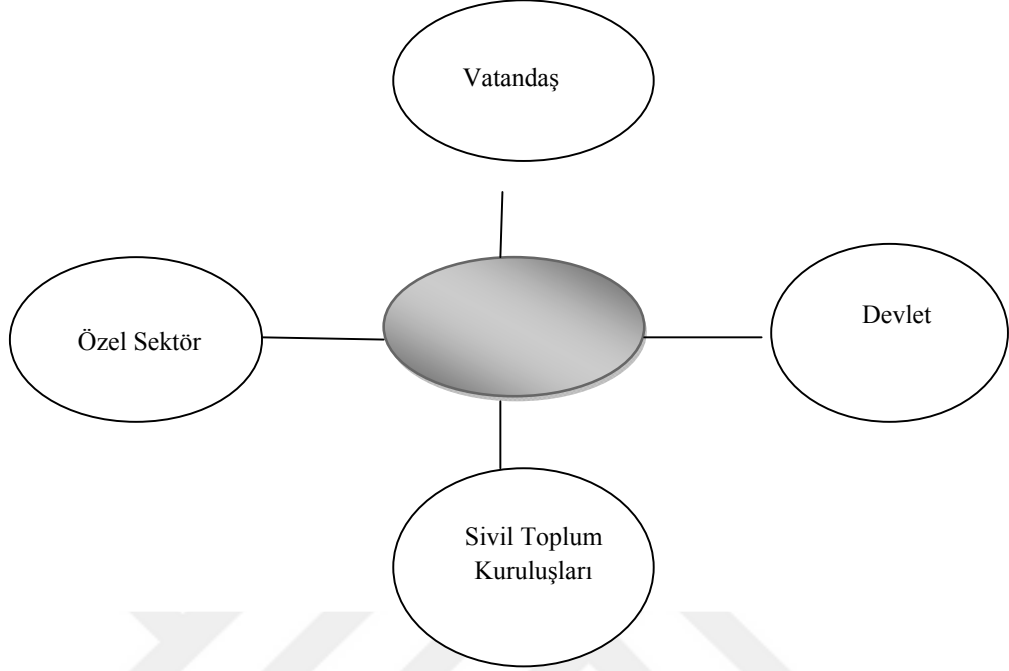 Vatandaş
Devlet
Özel Sektör
Sivil Toplum
Kuruluşları